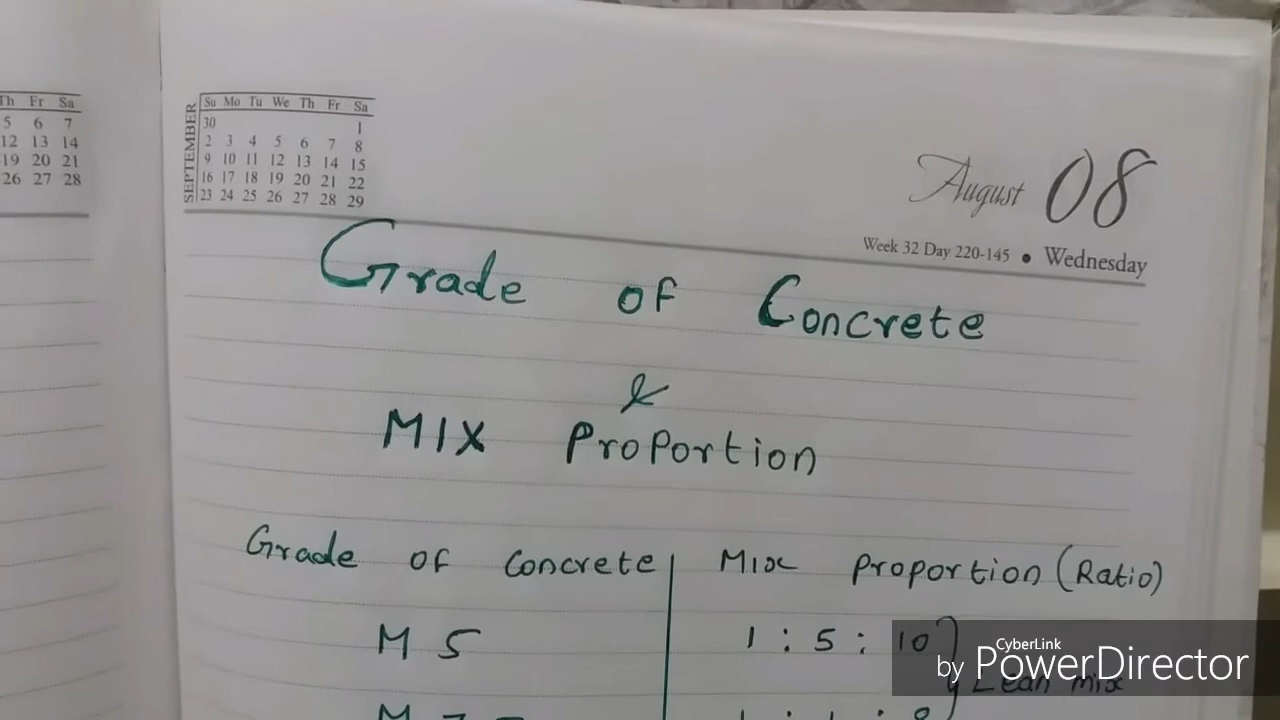 Th Fr Sa
5 6 7
12 13 14
19 20 21
26 27 28
SEPTEMBER
Su Mo Tu We Th Fr Sa
30 1
2 3 4 5 6 7 8
9 10 11 12 13 14 15
16 17 18 19 20 21 22
23 24 25 26 27 28 29
August 08
Week 32 Day 220-145 • Wednesday
Grade of Concrete
&
MIX Proportion
Grade of Concrete Mix Proportion (Ratio)
M 5 1 : 5 : 10
Lean mix
CyberLink
by PowerDirector